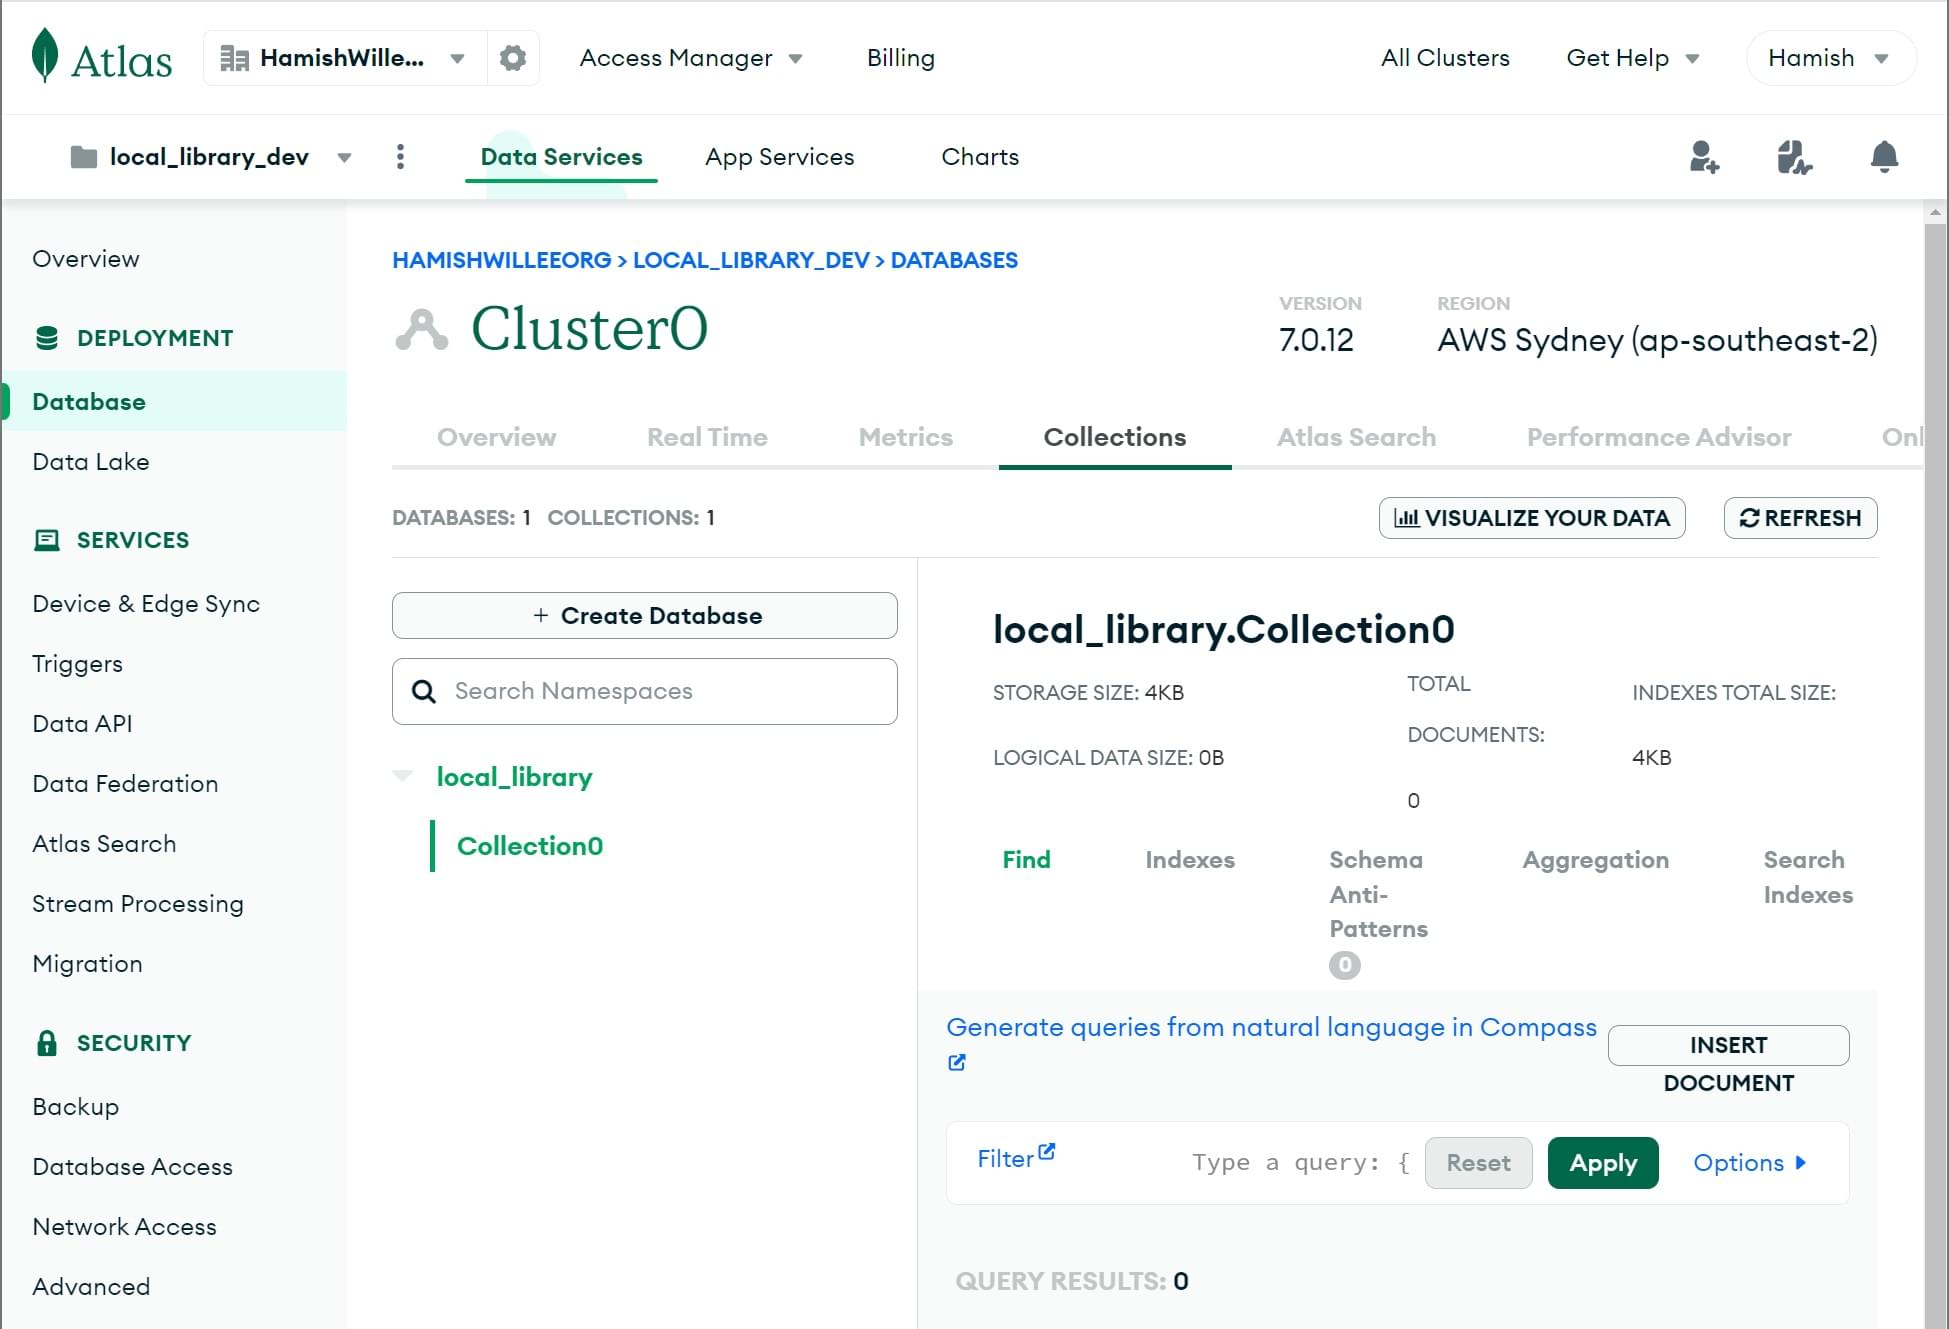 Atlas
HamishWille...
Access Manager
Billing
All Clusters
Get Help
Hamish
local_library_dev
Data Services
App Services
Charts
Overview
DEPLOYMENT
Database
Data Lake
SERVICES
Device & Edge Sync
Triggers
Data API
Data Federation
Atlas Search
Stream Processing
Migration
SECURITY
Backup
Database Access
Network Access
Advanced
HAMISHWILLEEORG > LOCAL_LIBRARY_DEV > DATABASES
Cluster0
VERSION
7.0.12
REGION
AWS Sydney (ap-southeast-2)
Overview
Real Time
Metrics
Collections
Atlas Search
Performance Advisor
Onl
DATABASES: 1 COLLECTIONS: 1
VISUALIZE YOUR DATA
REFRESH
+ Create Database
Search Namespaces
local_library
Collection0
local_library.Collection0
STORAGE SIZE: 4KB
LOGICAL DATA SIZE: 0B
TOTAL
DOCUMENTS:
0
INDEXES TOTAL SIZE:
4KB
Find
Indexes
Schema
Anti-
Patterns
0
Aggregation
Search
Indexes
Generate queries from natural language in Compass
INSERT
DOCUMENT
Filter
Type a query: {
Reset
Apply
Options
QUERY RESULTS: 0